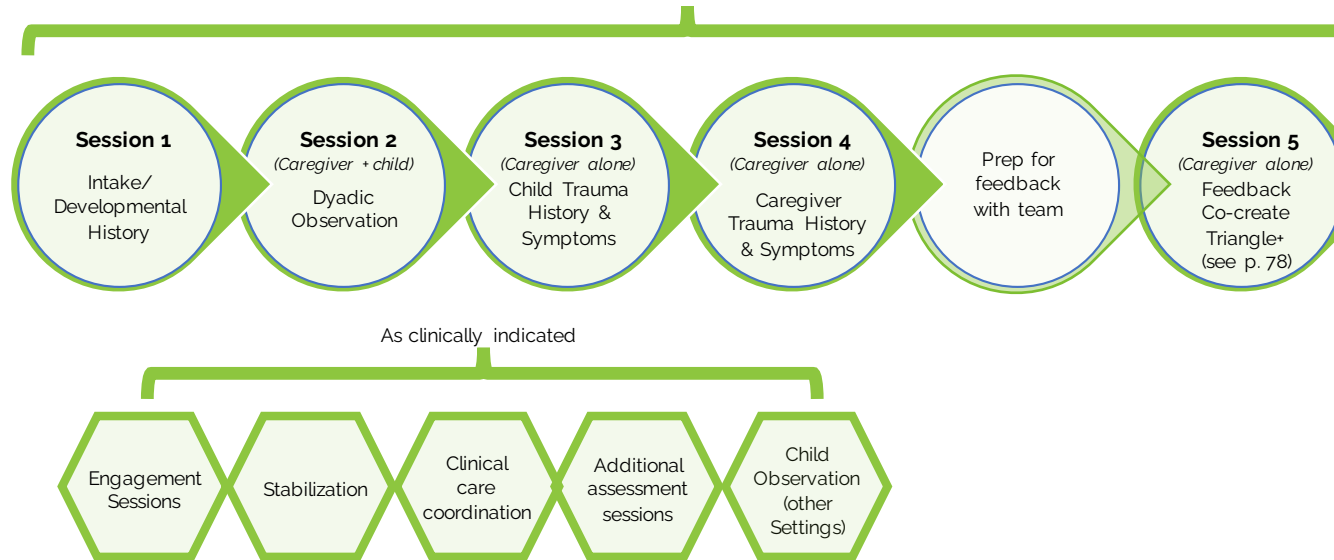 Session 1
Intake/
Developmental
History
Session 2
(Caregiver + child)
Dyadic
Observation
Session 3
(Caregiver alone)
Child Trauma
History &
Symptoms
Session 4
(Caregiver alone)
Caregiver
Trauma History
& Symptoms
Prep for
feedback
with team
Session 5
(Caregiver alone)
Feedback
Co-create
Triangle+
(see p. 78)
As clinically indicated
Engagement
Sessions
Stabilization
Clinical
care
coordination
Additional
assessment
sessions
Child
Observation
(other
Settings)